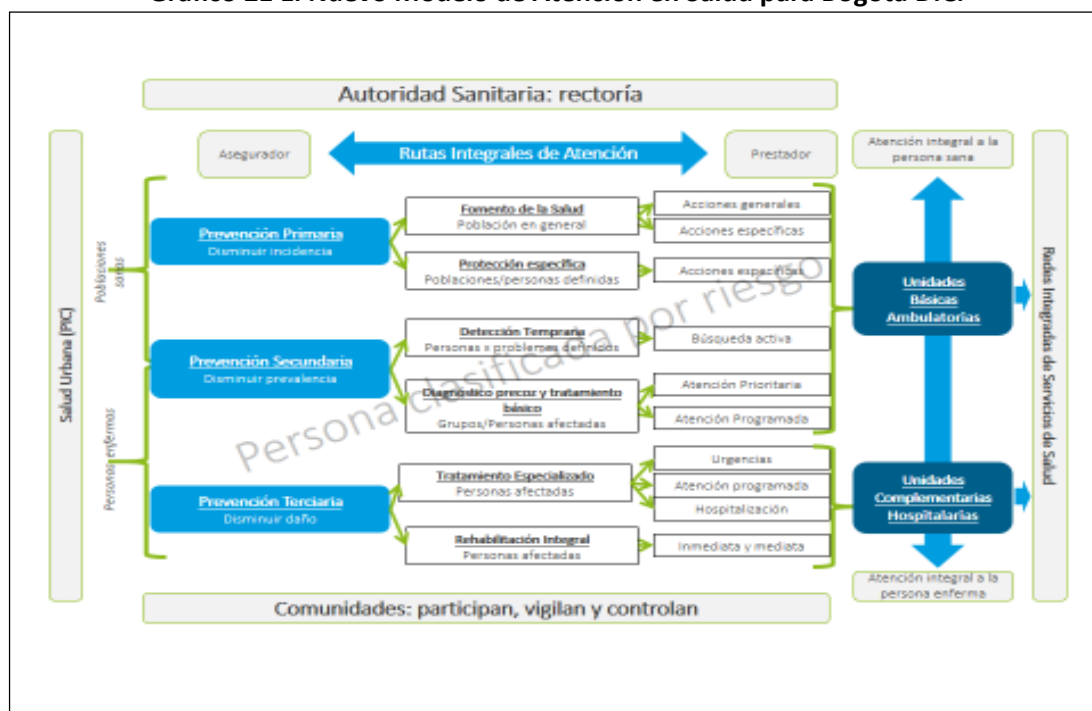 Autoridad Sanitaria: rectoría
Asegurador
Rutas Integrales de Atención
Prestador
Atención integral a la
persona sana
Salud Urbana (PIC)
Poblaciones
sanas
Personas enfermas
Prevención Primaria
Disminuir incidencia
Fomento de la Salud
Población en general
Acciones generales
Acciones específicas
Protección específica
Poblaciones/personas definidas
Acciones específicas
Prevención Secundaria
Disminuir prevalencia
Detección Temprana
Personas x problemas definidos
Búsqueda activa
Diagnóstico precoz y tratamiento
básico
Grupos/Personas afectadas
Atención Prioritaria
Atención Programada
Prevención Terciaria
Disminuir daño
Tratamiento Especializado
Personas afectadas
Urgencias
Atención programada
Hospitalización
Rehabilitación Integral
Personas afectadas
Inmediata y mediata
Persona clasificada por riesgo
Unidades
Básicas
Ambulatorias
Unidades
Complementarias
Hospitalarias
Atención integral a la
persona enferma
Redes Integradas de Servicios de Salud
Comunidades: participan, vigilan y controlan